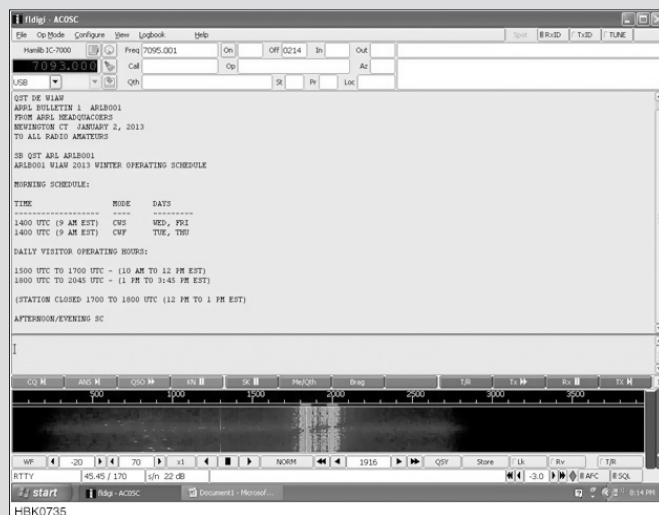 fldigi - AC0SC
File Op Mode Configure View Logbook Help Spot RxID TxID TUNE
Hamlib IC-7000 Freq 7095.001 On Off 0214 In Out
7093.000 Call Op Az
USB Qth St Pr Loc
QST DE W1AW
ARRL BULLETIN 1 ARLB001
FROM ARRL HEADQUACOERS
NEWINGTON CT JANUARY 2, 2013
TO ALL RADIO AMATEURS
SB QST ARL ARLB001
ARLB001 W1AW 2013 WINTER OPERATING SCHEDULE
MORNING SCHEDULE:
TIME MODE DAYS
------------------- ---- ---------
1400 UTC (9 AM EST) CWS WED, FRI
1400 UTC (9 AM EST) CWF TUE, THU
DAILY VISITOR OPERATING HOURS:
1500 UTC TO 1700 UTC - (10 AM TO 12 PM EST)
1800 UTC TO 2045 UTC - (1 PM TO 3:45 PM EST)
(STATION CLOSED 1700 TO 1800 UTC (12 PM TO 1 PM EST)
AFTERNOON/EVENING SC
CQ ANS QSO KN SK Me/Qth Brag T/R Tx Rx TX
500 1000 1500 2000 2500 3000 3500
WF -20 70 x1 NORM 1916 QSY Store Lk Rv T/R
RTTY 45.45 / 170 s/n 22 dB -3.0 AFC SQL
start fldigi - AC0SC Document1 - Microsof... 8:14 PM
HBK0735